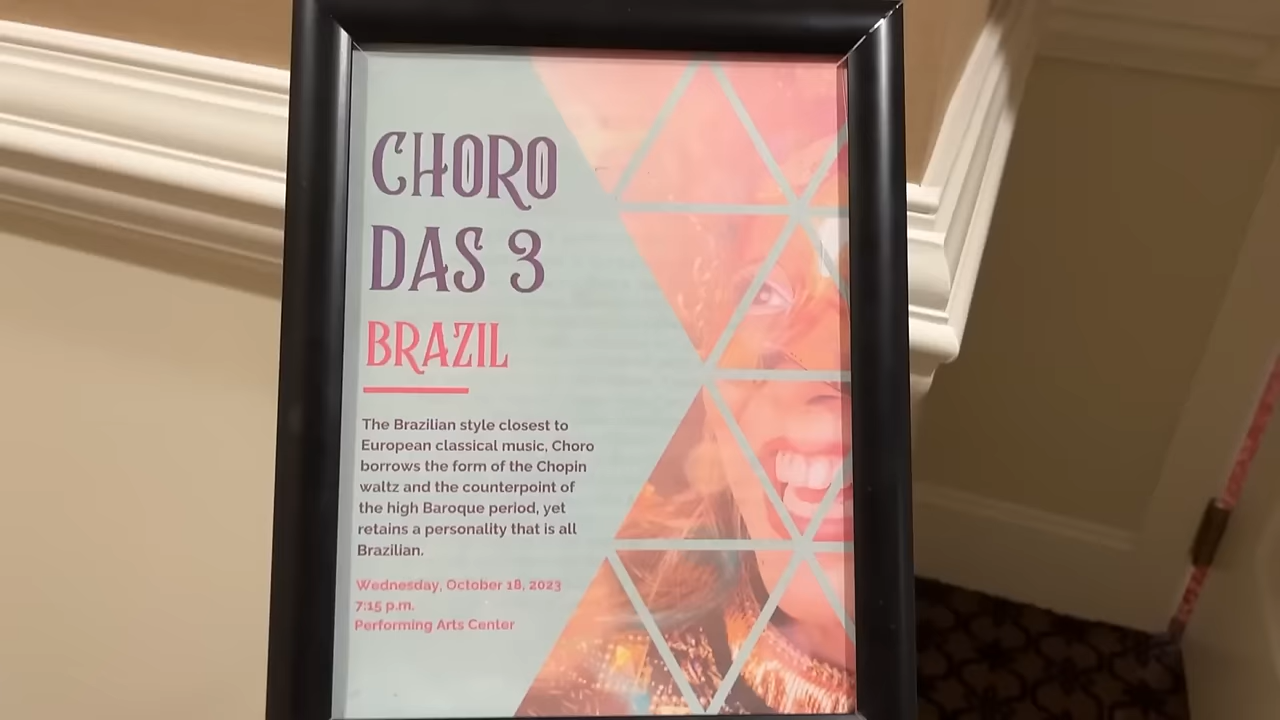 CHORO
DAS 3
BRAZIL
The Brazilian style closest to
European classical music, Choro
borrows the form of the Chopin
waltz and the counterpoint of
the high Baroque period, yet
retains a personality that is all
Brazilian.
Wednesday, October 18, 2023
7:15 p.m.
Performing Arts Center